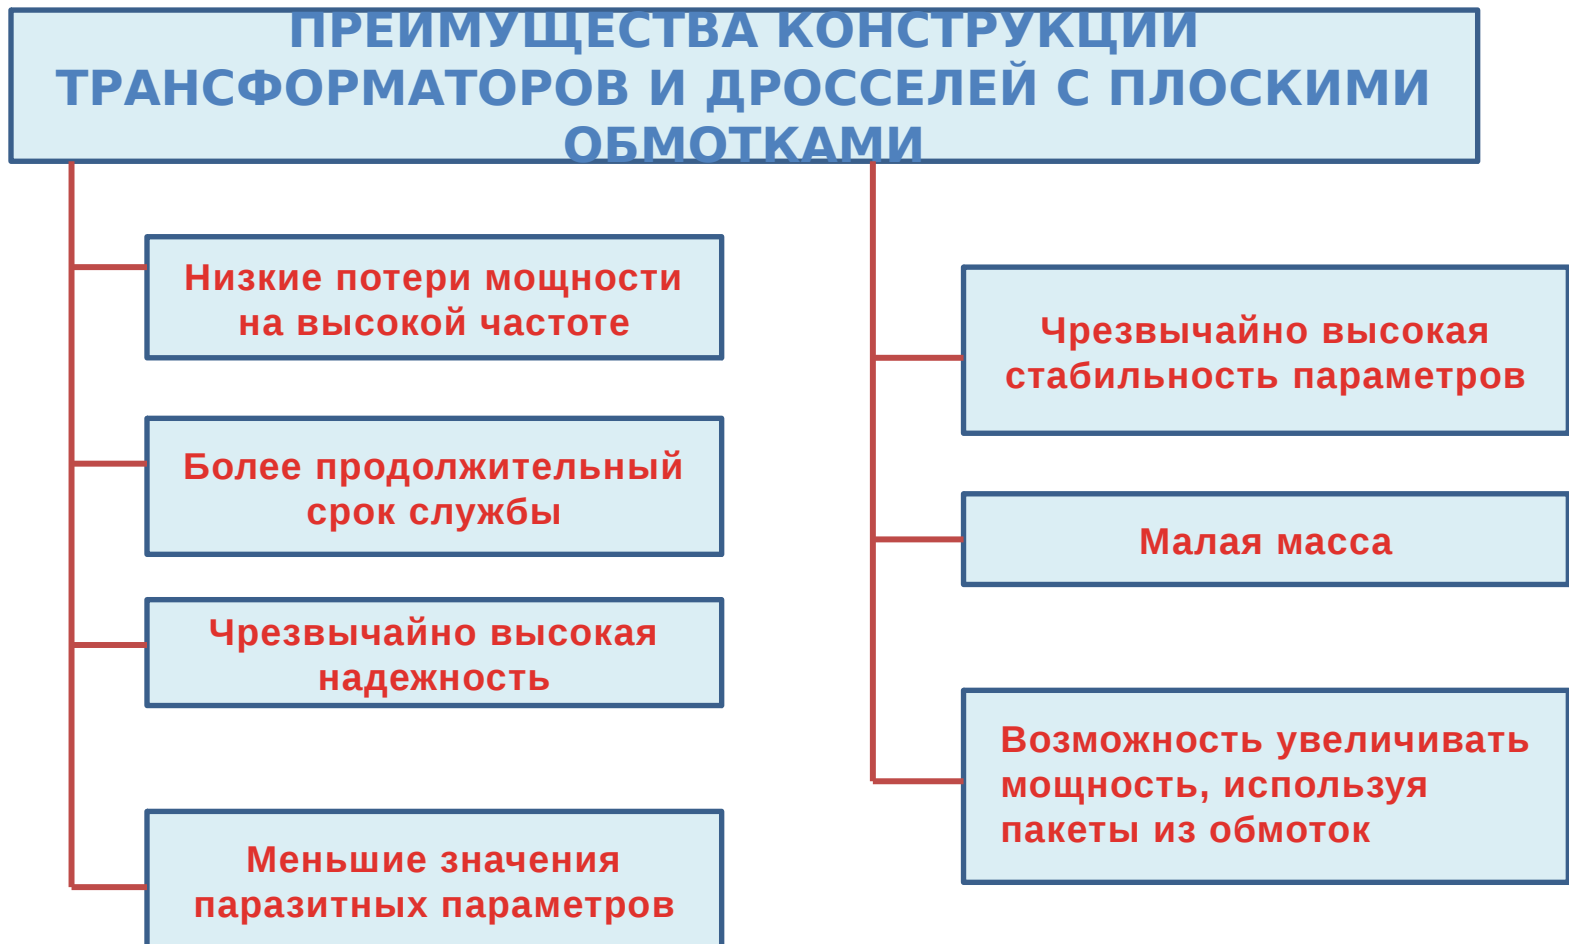 ПРЕИМУЩЕСТВА КОНСТРУКЦИИ
ТРАНСФОРМАТОРОВ И ДРОССЕЛЕЙ С ПЛОСКИМИ
ОБМОТКАМИ
Низкие потери мощности
на высокой частоте
Более продолжительный
срок службы
Чрезвычайно высокая
надежность
Меньшие значения
паразитных параметров
Чрезвычайно высокая
стабильность параметров
Малая масса
Возможность увеличивать
мощность, используя
пакеты из обмоток